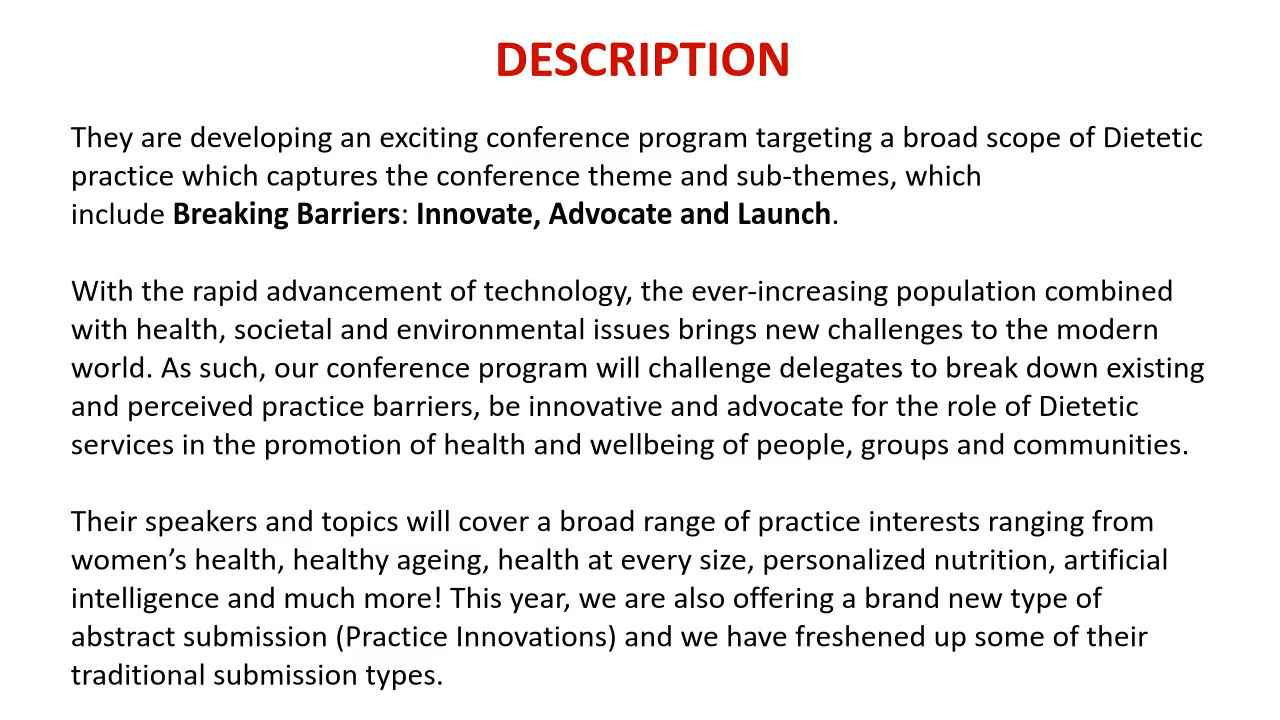 DESCRIPTION
They are developing an exciting conference program targeting a broad scope of Dietetic
practice which captures the conference theme and sub-themes, which
include Breaking Barriers: Innovate, Advocate and Launch.
With the rapid advancement of technology, the ever-increasing population combined
with health, societal and environmental issues brings new challenges to the modern
world. As such, our conference program will challenge delegates to break down existing
and perceived practice barriers, be innovative and advocate for the role of Dietetic
services in the promotion of health and wellbeing of people, groups and communities.
Their speakers and topics will cover a broad range of practice interests ranging from
women’s health, healthy ageing, health at every size, personalized nutrition, artificial
intelligence and much more! This year, we are also offering a brand new type of
abstract submission (Practice Innovations) and we have freshened up some of their
traditional submission types.